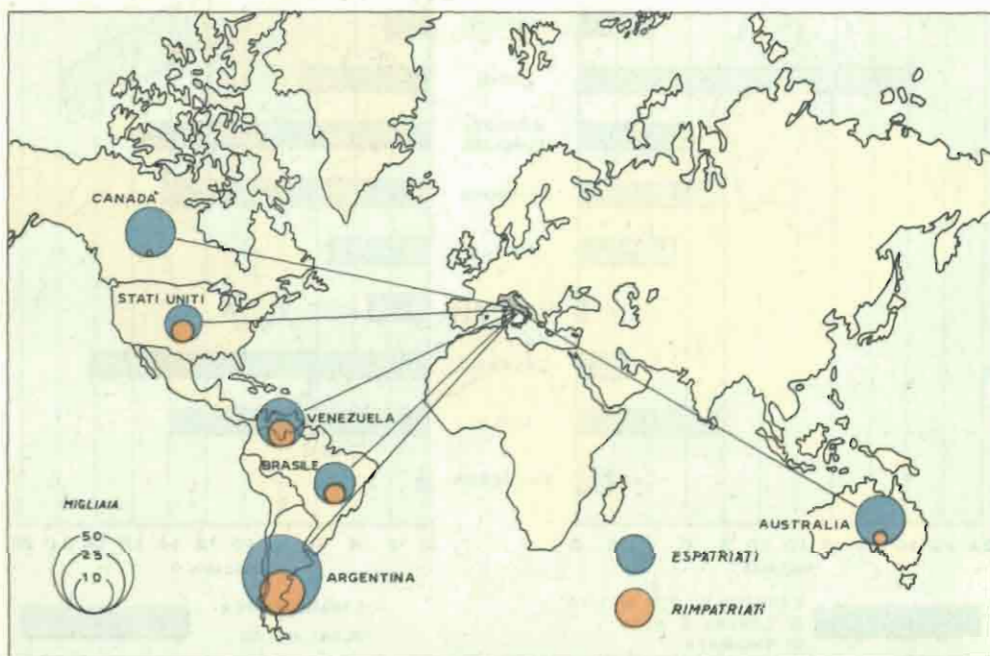 CANADA
STATI UNITI
VENEZUELA
BRASILE
MIGLIAIA
50
25
10
ARGENTINA
AUSTRALIA
ESPATRIATI
RIMPATRIATI